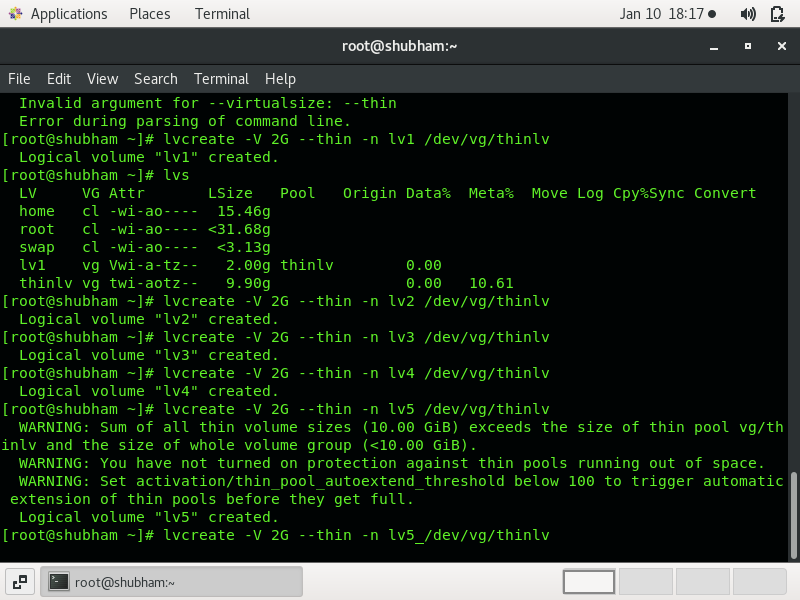 Applications Places Terminal Jan 10 18:17
root@shubham:~
File Edit View Search Terminal Help
Invalid argument for --virtualsize: --thin
Error during parsing of command line.
[root@shubham ~]# lvcreate -V 2G --thin -n lv1 /dev/vg/thinlv
Logical volume "lv1" created.
[root@shubham ~]# lvs
LV VG Attr LSize Pool Origin Data% Meta% Move Log Cpy%Sync Convert
home cl -wi-ao---- 15.46g
root cl -wi-ao---- <31.68g
swap cl -wi-ao---- <3.13g
lv1 vg Vwi-a-tz-- 2.00g thinlv 0.00
thinlv vg twi-aotz-- 9.90g 0.00 10.61
[root@shubham ~]# lvcreate -V 2G --thin -n lv2 /dev/vg/thinlv
Logical volume "lv2" created.
[root@shubham ~]# lvcreate -V 2G --thin -n lv3 /dev/vg/thinlv
Logical volume "lv3" created.
[root@shubham ~]# lvcreate -V 2G --thin -n lv4 /dev/vg/thinlv
Logical volume "lv4" created.
[root@shubham ~]# lvcreate -V 2G --thin -n lv5 /dev/vg/thinlv
WARNING: Sum of all thin volume sizes (10.00 GiB) exceeds the size of thin pool vg/th
inlv and the size of whole volume group (<10.00 GiB).
WARNING: You have not turned on protection against thin pools running out of space.
WARNING: Set activation/thin_pool_autoextend_threshold below 100 to trigger automatic
extension of thin pools before they get full.
Logical volume "lv5" created.
[root@shubham ~]# lvcreate -V 2G --thin -n lv5_/dev/vg/thinlv
root@shubham:~